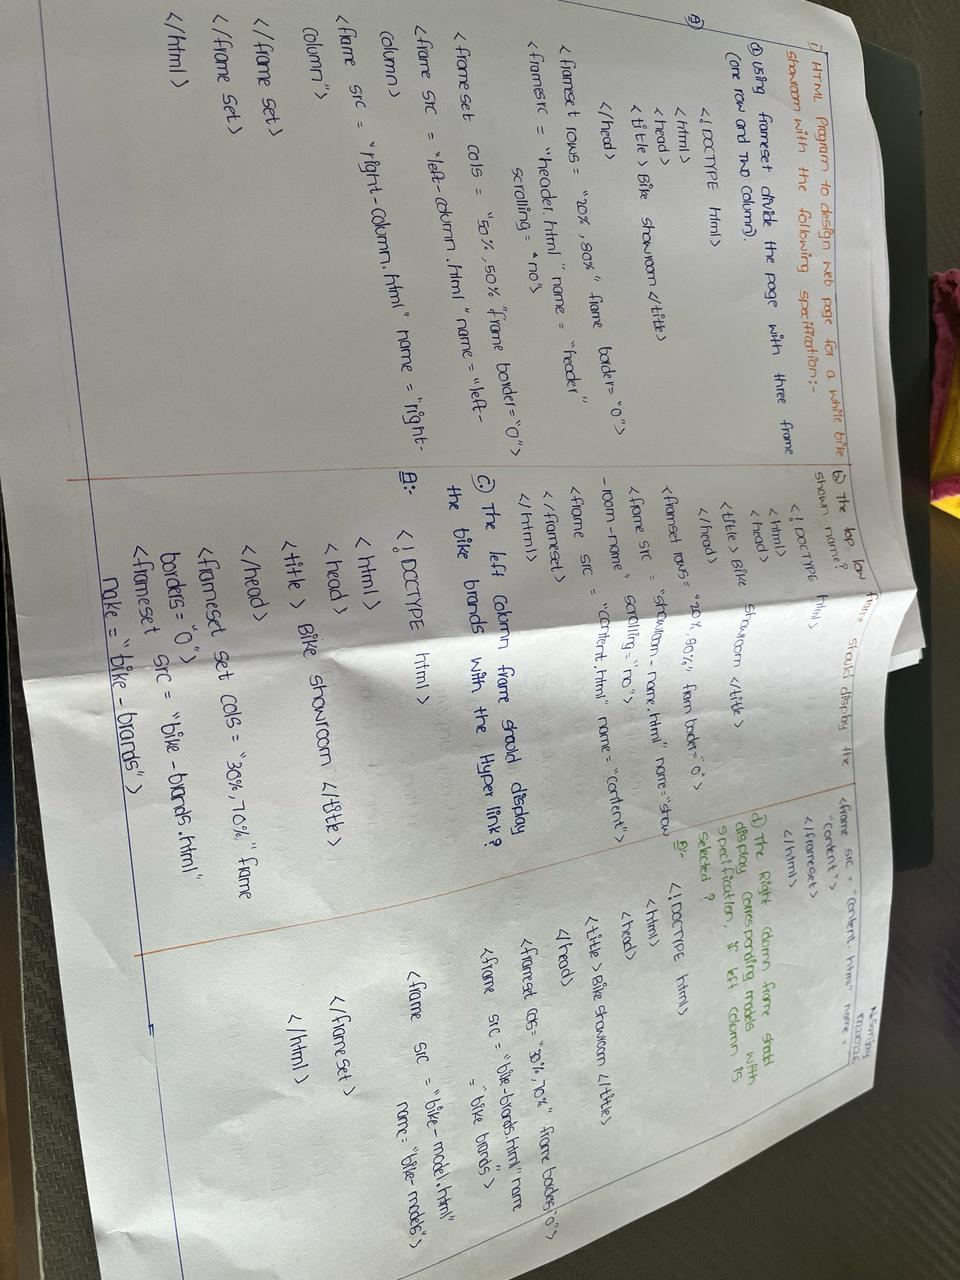 1) HTML Program to design web page for a while bike
showroom with the following specification:-
a) Using frameset divide the page with three frame
(one row and Two column).
A)
<!DOCTYPE html>
<html>
<head>
<title> Bike showroom </title>
</head>
<frameset rows= "20%, 80%" frame border= "0">
<framesrc = "header.html" name = "header"
scrolling= "no">
<frameset cols = "50%, 50% "frame border= "0">
<frame src = "left-column.html" name = "left-
column>
<frame src = "right-column.html" name = "right-
column">
<//frame set>
</frame set>
</html>
b) The top low frame should display the
shown name?
<!DOCTYPE html>
<html>
<head>
<title> Bike showroom </title>
</head>
<framset rows= "20%, 80%" fram boder= "0">
<frame src = "showroom-name.html" name= "show
-room-name" scrolling= "no">
<frame src = "content.html" name= "content">
</frameset>
</html>
C) The left column frame should display
the bike brands with the Hyper link?
A:-
<!DOCTYPE html>
<html>
<head>
<title> Bike showroom </title>
</head>
<frameset set cols = "30%, 70%" frame
borders= "0">
<frameset src = "bike-brands.html"
nake = "bike-brands">
<frame src = "content.html" name =
"content">
</frameset>
</html>
d) The Right column frame should
display corresponding models with
specification, if left column is
selected?
A:-
<!DOCTYPE html>
<html>
<head>
<title> Bike showroom </title>
</head>
<frameset cols= "30%, 70%" frame borders"0">
<frame src = "bike-brands.html" name
= "bike brands">
<frame src = "bike-model.html"
name= "bike-models">
</frameset>
</html>